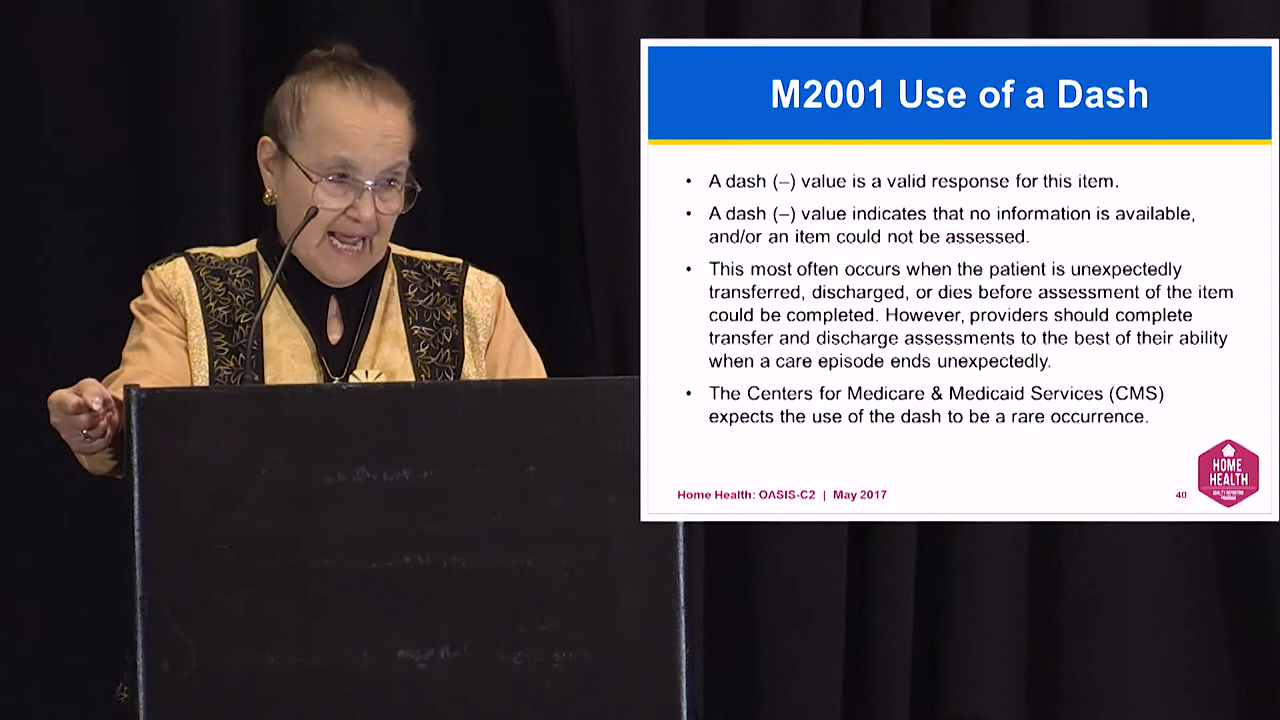 M2001 Use of a Dash
• A dash (–) value is a valid response for this item.
• A dash (–) value indicates that no information is available,
and/or an item could not be assessed.
• This most often occurs when the patient is unexpectedly
transferred, discharged, or dies before assessment of the item
could be completed. However, providers should complete
transfer and discharge assessments to the best of their ability
when a care episode ends unexpectedly.
• The Centers for Medicare & Medicaid Services (CMS)
expects the use of the dash to be a rare occurrence.
Home Health: OASIS-C2 | May 2017
40
HOME
HEALTH
QUALITY REPORTING
PROGRAM